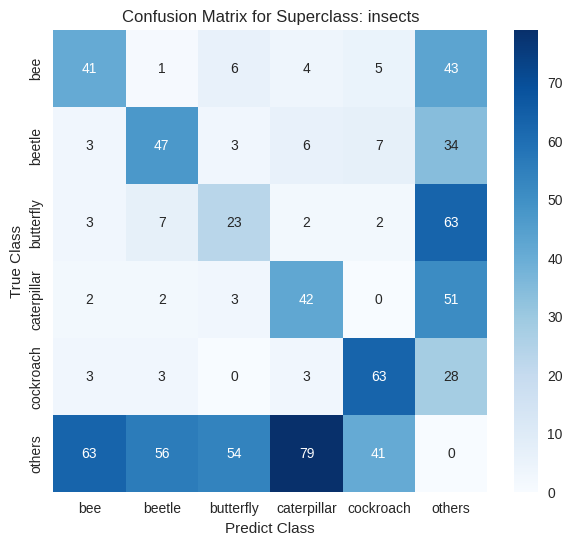 Confusion Matrix for Superclass: insects
True Class
bee 41 1 6 4 5 43
beetle 3 47 3 6 7 34
butterfly 3 7 23 2 2 63
caterpillar 2 2 3 42 0 51
cockroach 3 3 0 3 63 28
others 63 56 54 79 41 0
bee beetle butterfly caterpillar cockroach others
Predict Class
70
60
50
40
30
20
10
0